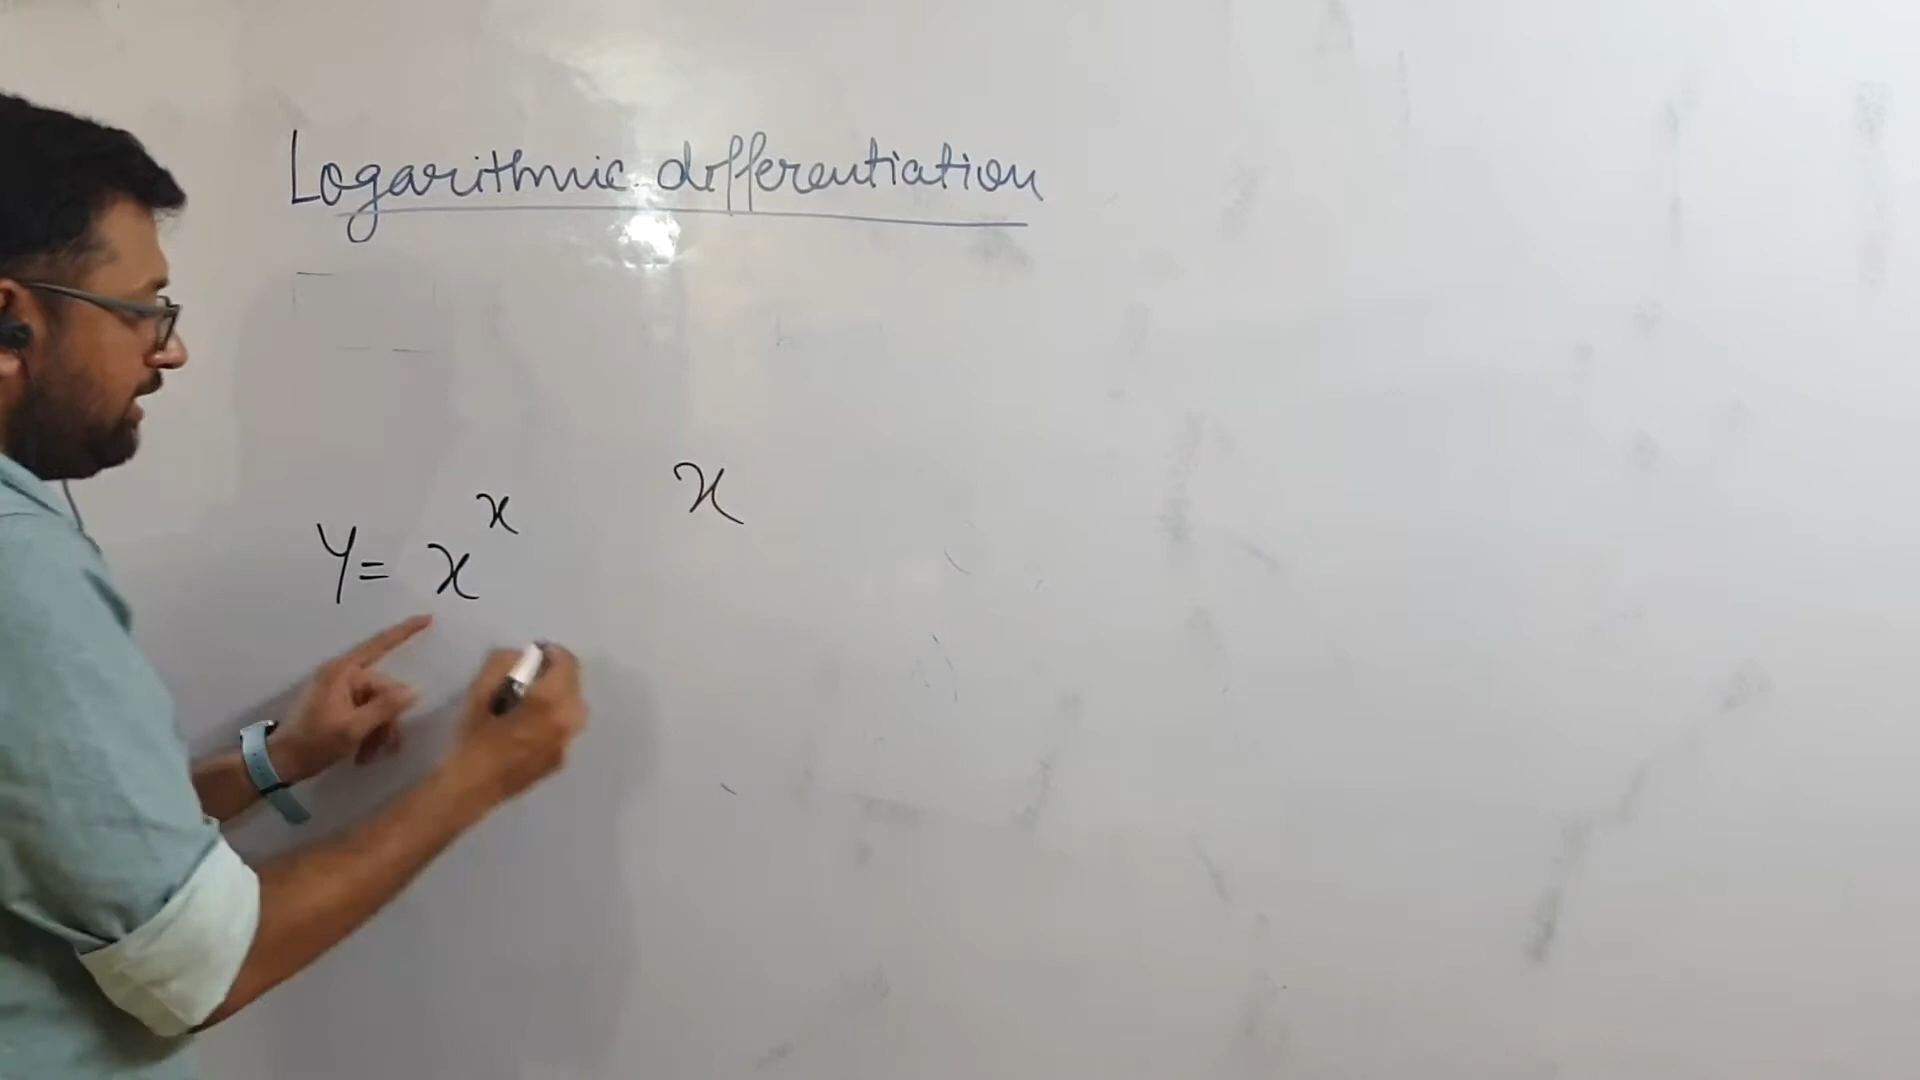 Logarithmic differentiation
y = x^x x